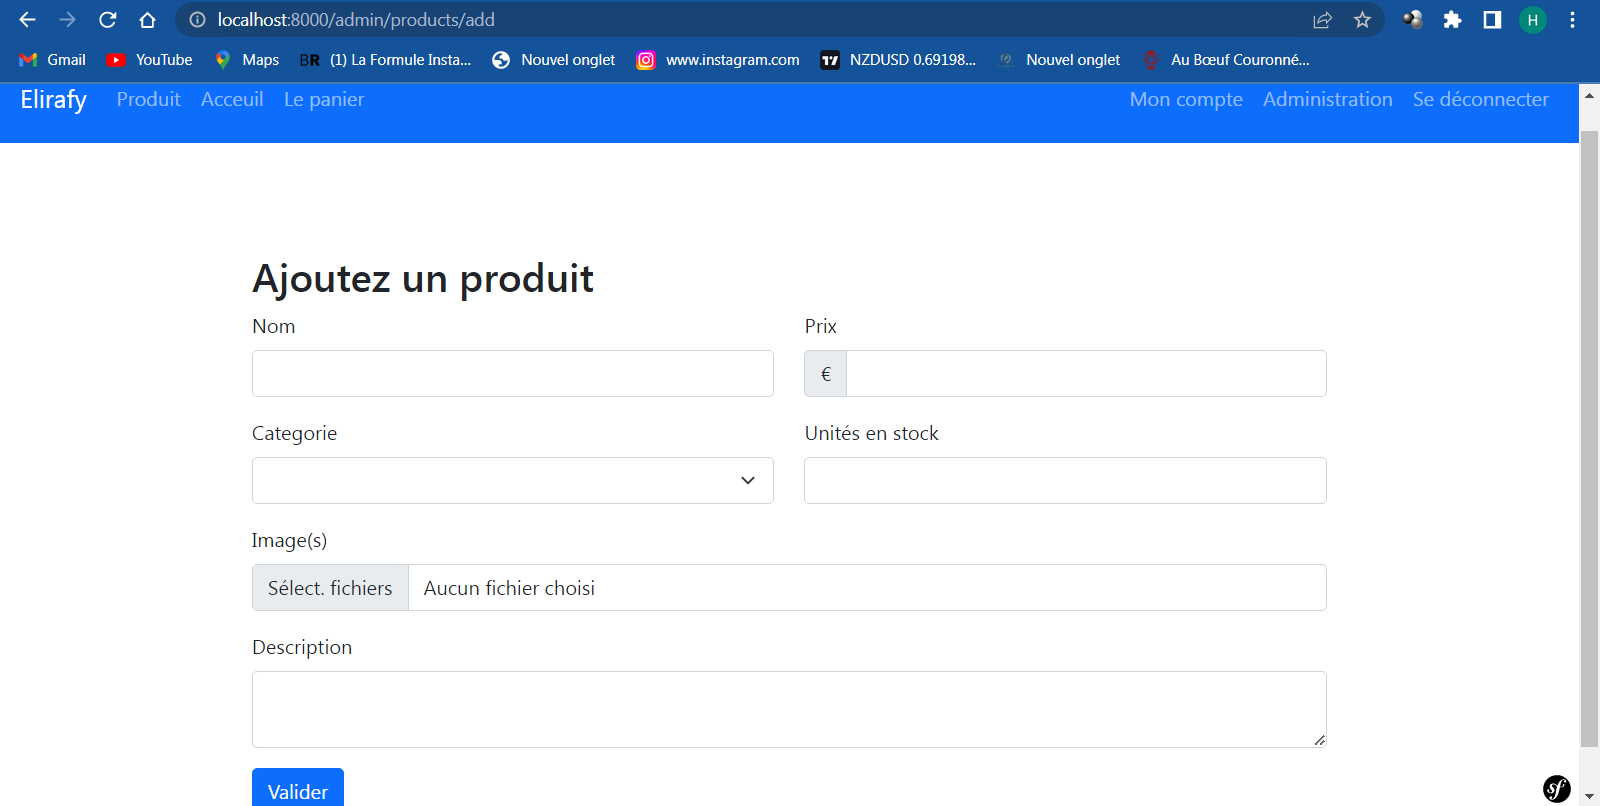 localhost:8000/admin/products/add
H
Gmail YouTube Maps BR (1) La Formule Insta... Nouvel onglet www.instagram.com NZDUSD 0.69198... Nouvel onglet Au Bœuf Couronné...
Elirafy Produit Acceuil Le panier Mon compte Administration Se déconnecter
Ajoutez un produit
Nom Prix
€
Categorie Unités en stock
Image(s)
Sélect. fichiers Aucun fichier choisi
Description
Valider
sf